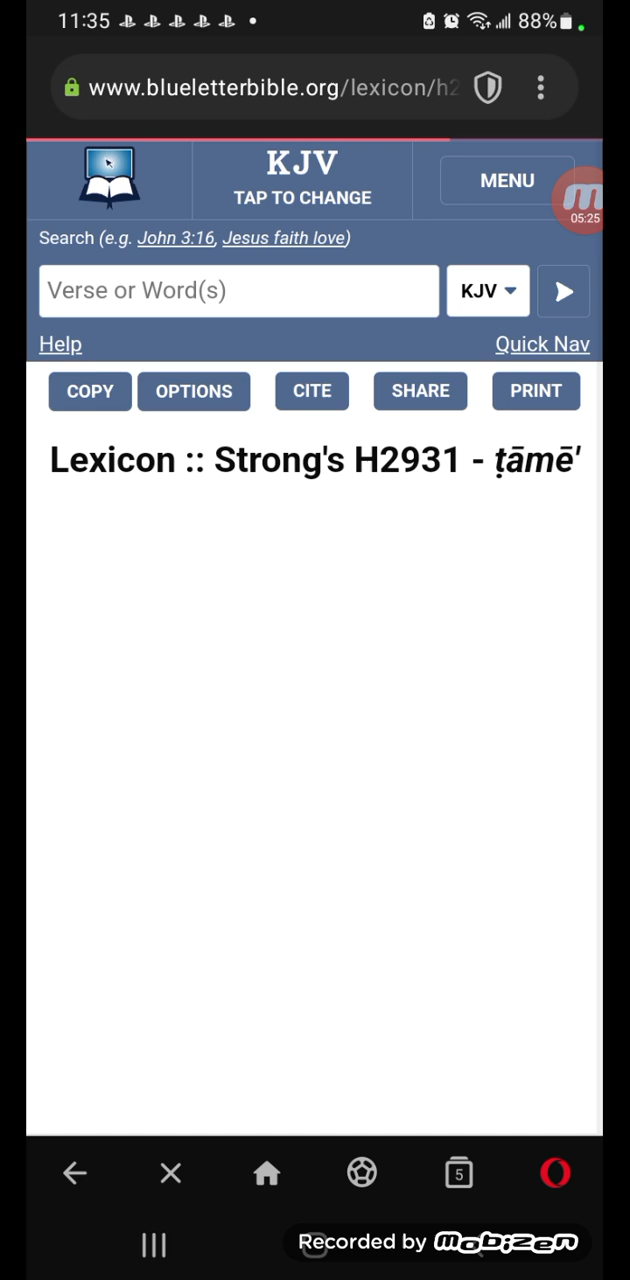 11:35 88%
www.blueletterbible.org/lexicon/h2
KJV
TAP TO CHANGE
MENU
05:25
Search (e.g. John 3:16, Jesus faith love)
Verse or Word(s)
KJV
Help Quick Nav
COPY OPTIONS CITE SHARE PRINT
Lexicon :: Strong's H2931 - ṭāmē'
5
Recorded by mobizen